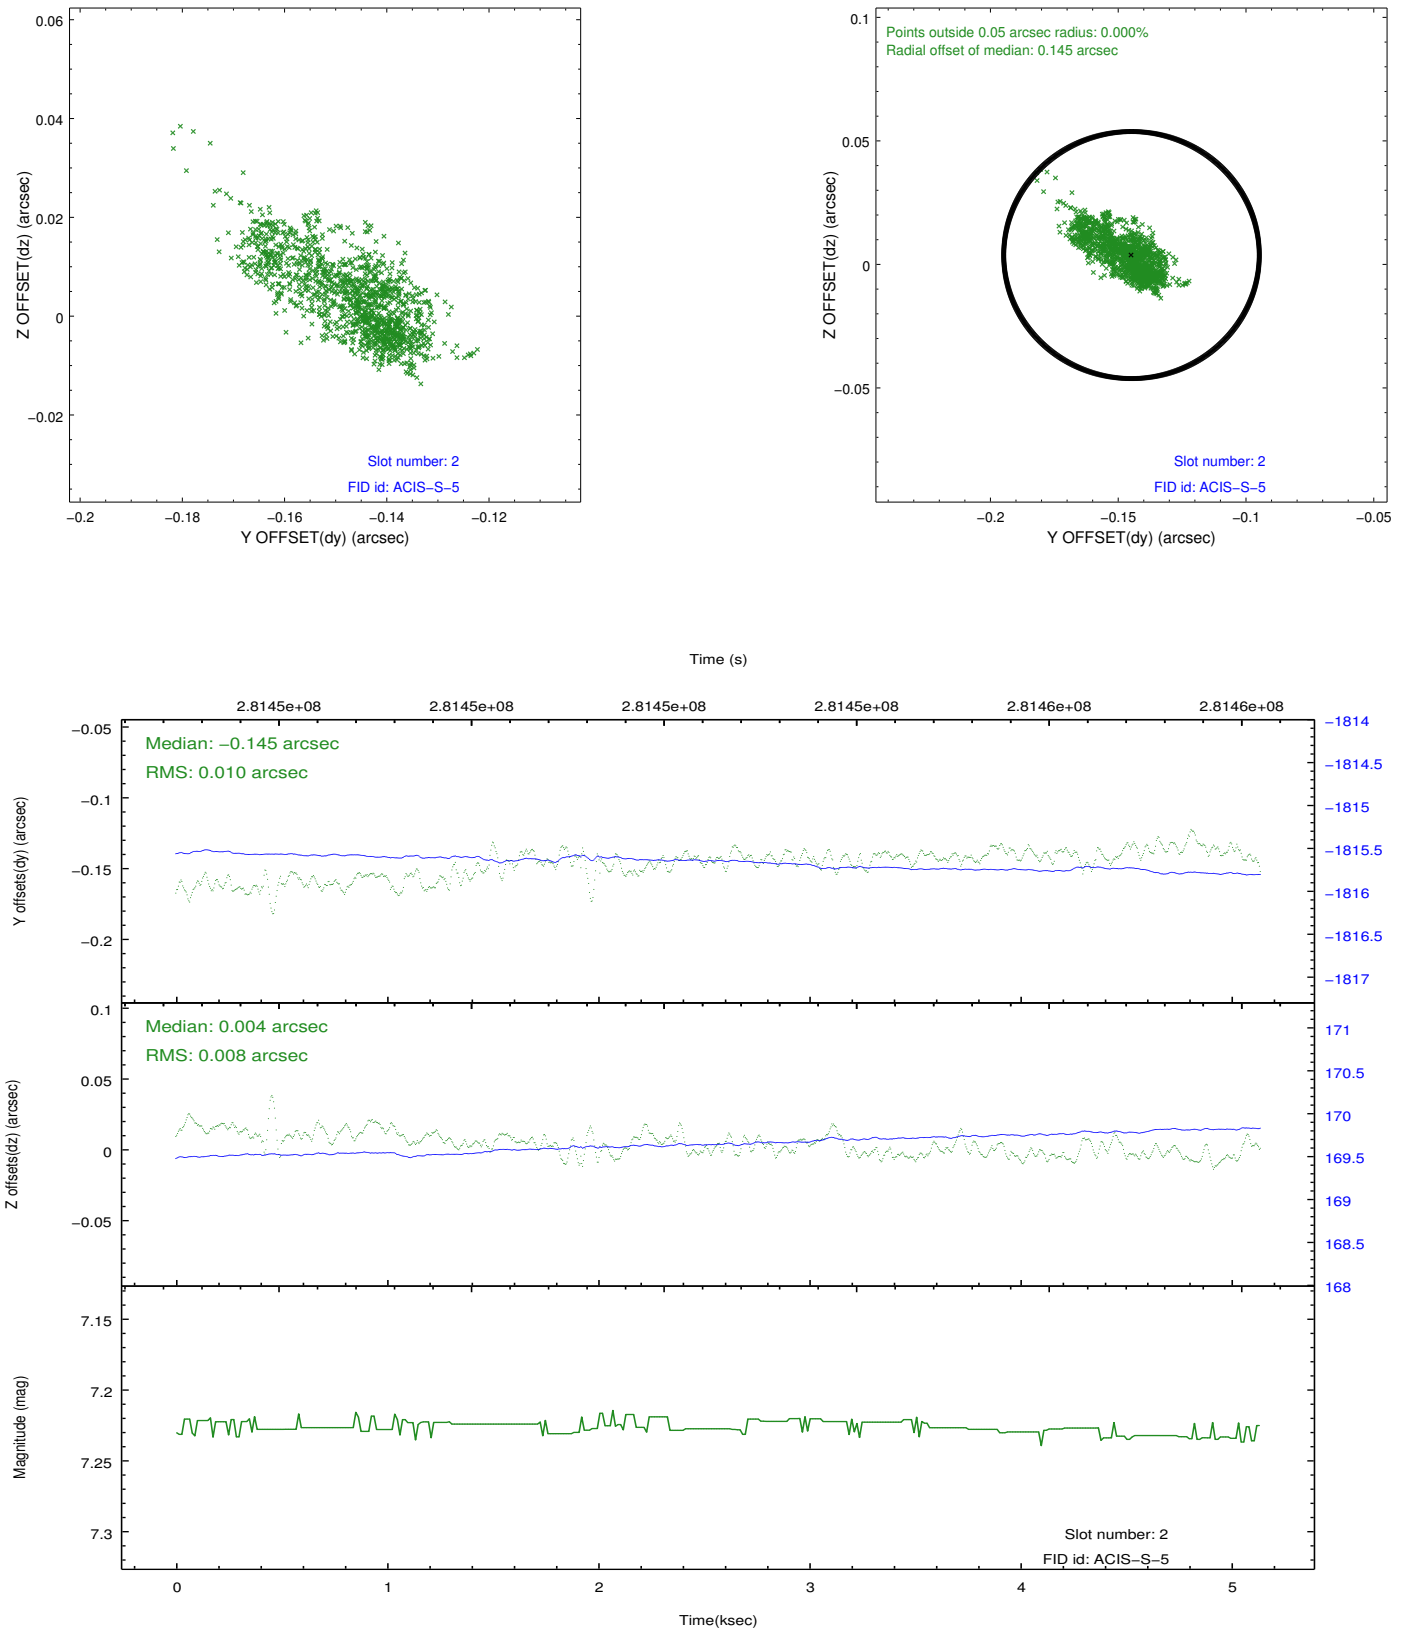 0.06
0.04
0.02
0
−0.02
Z OFFSET(dz) (arcsec)
Slot number: 2
FID id: ACIS−S−5
−0.2 −0.18 −0.16 −0.14 −0.12
Y OFFSET(dy) (arcsec)
Points outside 0.05 arcsec radius: 0.000%
Radial offset of median: 0.145 arcsec
0.1
0.05
0
−0.05
Z OFFSET(dz) (arcsec)
Slot number: 2
FID id: ACIS−S−5
−0.2 −0.15 −0.1 −0.05
Y OFFSET(dy) (arcsec)
Time (s)
2.8145e+08 2.8145e+08 2.8145e+08 2.8145e+08 2.8146e+08 2.8146e+08
Median: −0.145 arcsec
RMS: 0.010 arcsec
−0.05
−0.1
−0.15
−0.2
Y offsets(dy) (arcsec)
−1814
−1814.5
−1815
−1815.5
−1816
−1816.5
−1817
Median: 0.004 arcsec
RMS: 0.008 arcsec
0.1
0.05
0
−0.05
Z offsets(dz) (arcsec)
171
170.5
170
169.5
169
168.5
168
7.15
7.2
7.25
7.3
Magnitude (mag)
Slot number: 2
FID id: ACIS−S−5
0 1 2 3 4 5
Time(ksec)